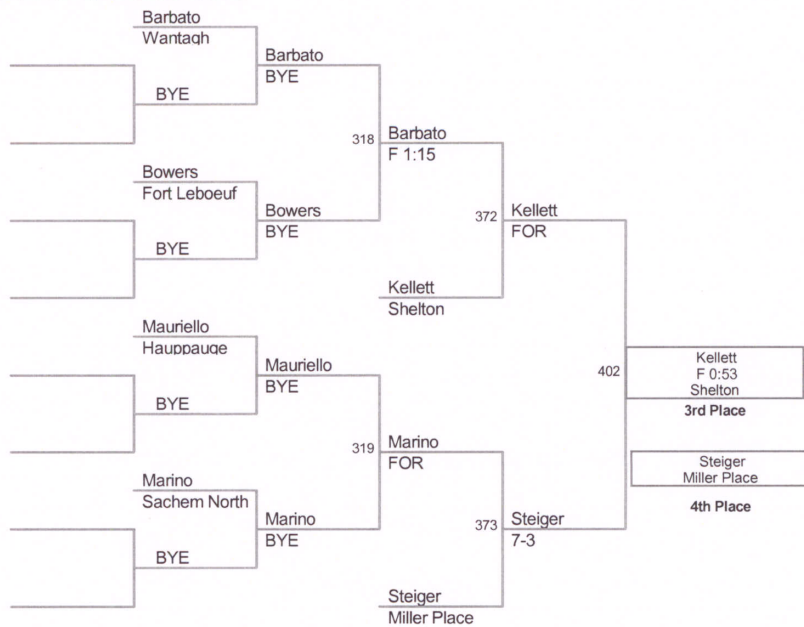 Barbato
Wantagh
BYE
Barbato
BYE
318
Barbato
F 1:15
Bowers
Fort Leboeuf
BYE
Bowers
BYE
372
Kellett
FOR
Kellett
Shelton
Mauriello
Hauppauge
BYE
Mauriello
BYE
402
Kellett
F 0:53
Shelton
3rd Place
319
Marino
FOR
Steiger
Miller Place
4th Place
Marino
Sachem North
BYE
Marino
BYE
373
Steiger
7-3
Steiger
Miller Place